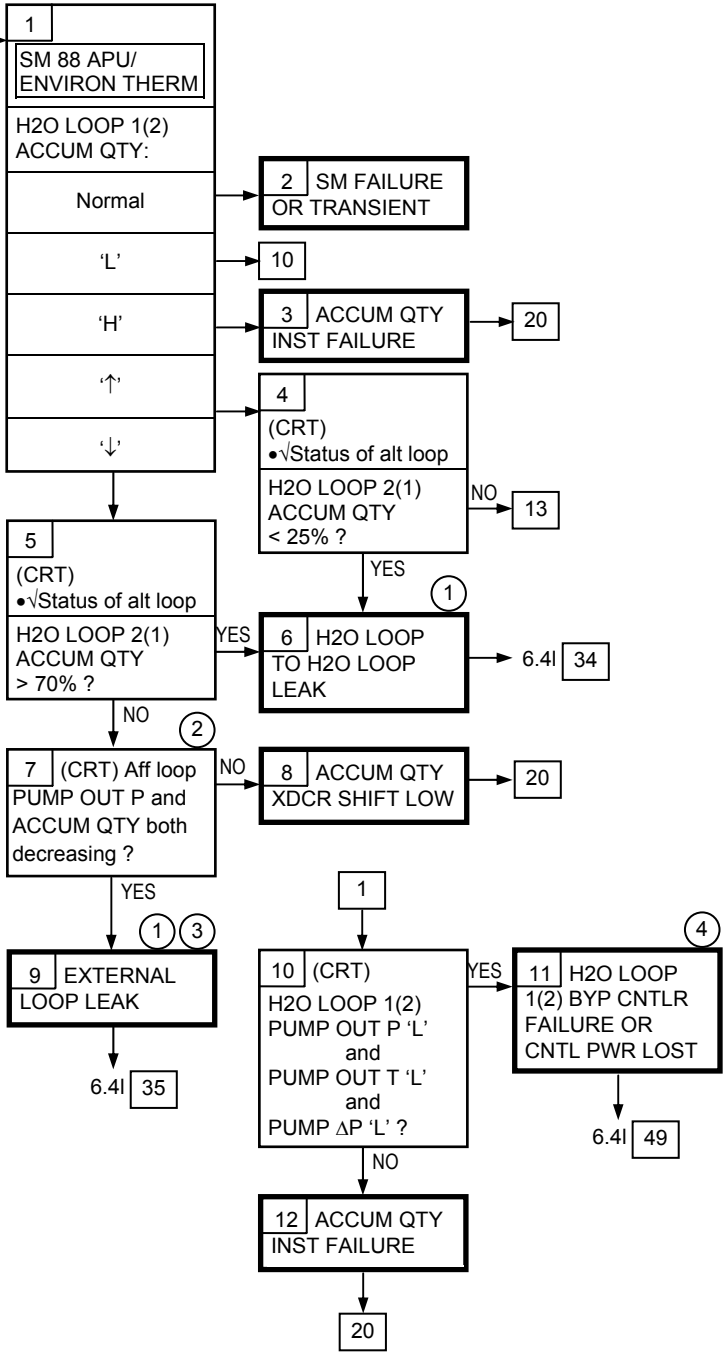 1
SM 88 APU/
ENVIRON THERM
H2O LOOP 1(2)
ACCUM QTY:
Normal
‘L’
‘H’
‘↑’
‘↓’
2 SM FAILURE
OR TRANSIENT
10
3 ACCUM QTY
INST FAILURE
20
4
(CRT)
•√Status of alt loop
H2O LOOP 2(1)
ACCUM QTY
< 25% ?
NO
13
YES
5
(CRT)
•√Status of alt loop
H2O LOOP 2(1)
ACCUM QTY
> 70% ?
YES
NO
1
6 H2O LOOP
TO H2O LOOP
LEAK
6.4I 34
2
7 (CRT) Aff loop
PUMP OUT P and
ACCUM QTY both
decreasing ?
NO
YES
8 ACCUM QTY
XDCR SHIFT LOW
20
1 3
9 EXTERNAL
LOOP LEAK
6.4I 35
1
10 (CRT)
H2O LOOP 1(2)
PUMP OUT P ‘L’
and
PUMP OUT T ‘L’
and
PUMP ∆P ‘L’ ?
YES
NO
4
11 H2O LOOP
1(2) BYP CNTLR
FAILURE OR
CNTL PWR LOST
6.4I 49
12 ACCUM QTY
INST FAILURE
20